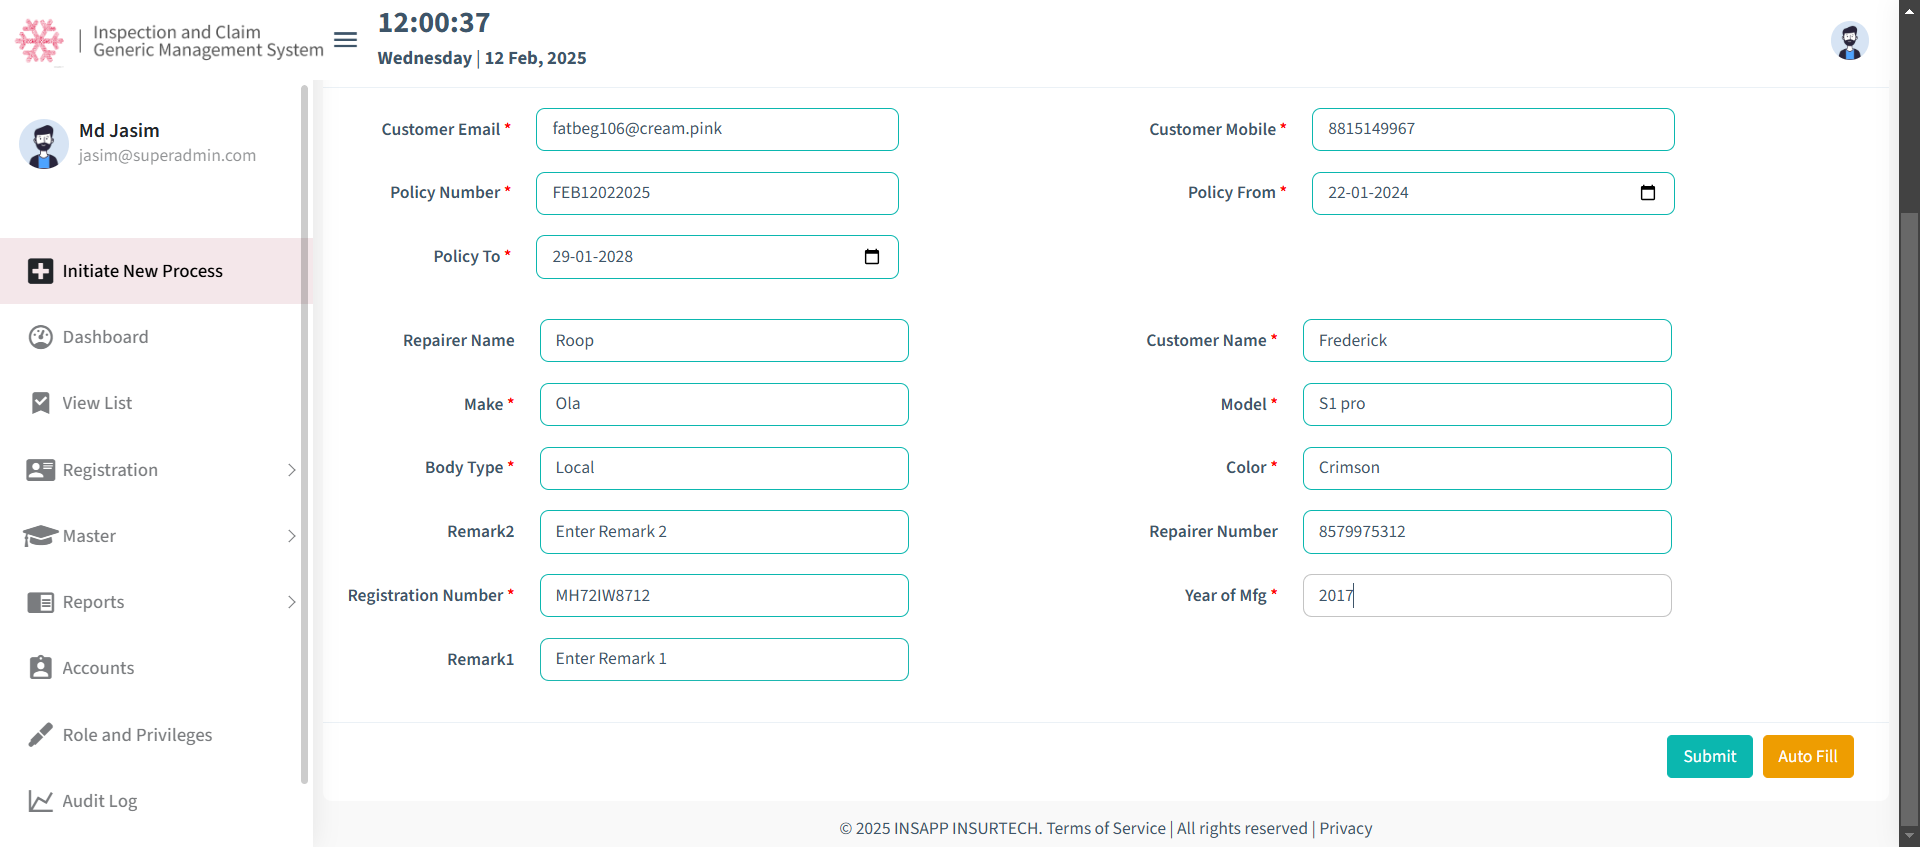 Inspection and Claim
Generic Management System
12:00:37
Wednesday | 12 Feb, 2025
Md Jasim
jasim@superadmin.com
Initiate New Process
Dashboard
View List
Registration
Master
Reports
Accounts
Role and Privileges
Audit Log
Customer Email * fatbeg106@cream.pink
Customer Mobile * 8815149967
Policy Number * FEB12022025
Policy From * 22-01-2024
Policy To * 29-01-2028
Repairer Name Roop
Customer Name * Frederick
Make * Ola
Model * S1 pro
Body Type * Local
Color * Crimson
Remark2 Enter Remark 2
Repairer Number 8579975312
Registration Number * MH72IW8712
Year of Mfg * 2017
Remark1 Enter Remark 1
Submit
Auto Fill
© 2025 INSAPP INSURTECH. Terms of Service | All rights reserved | Privacy